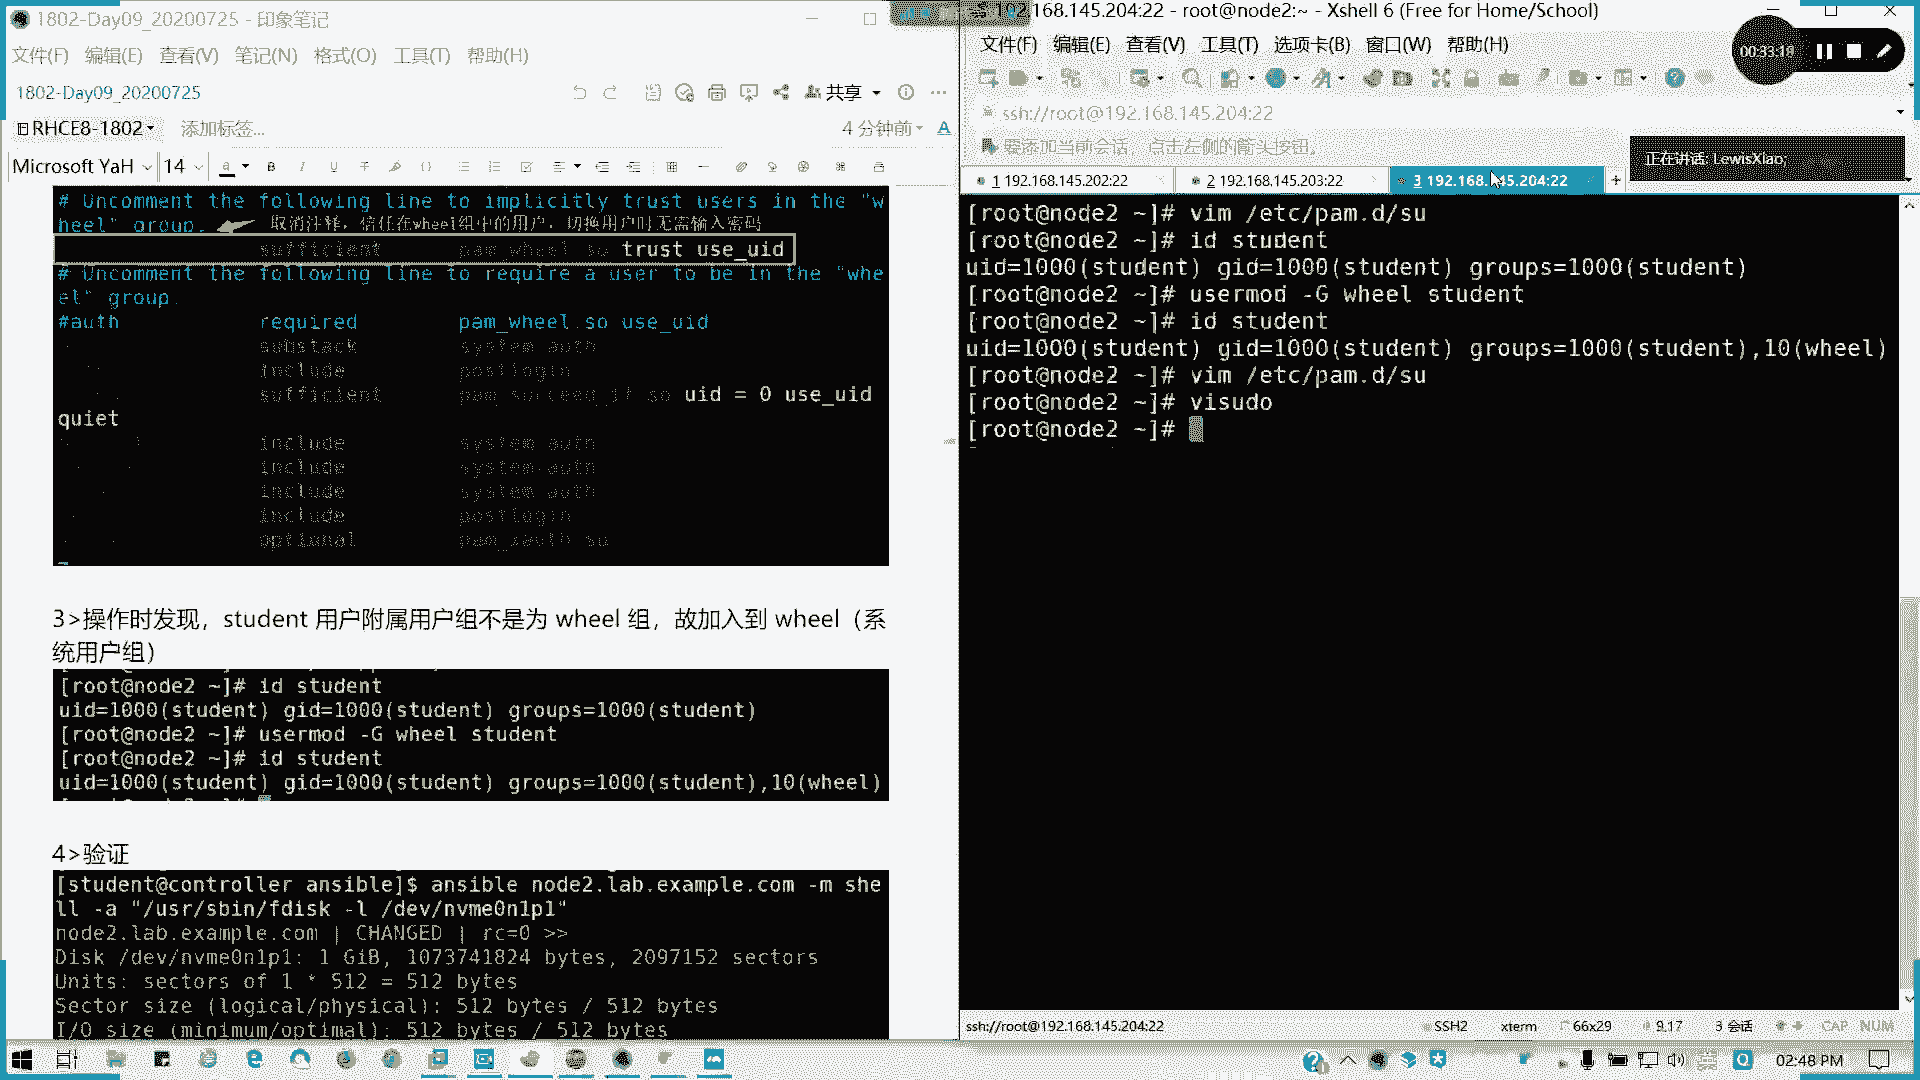 1802-Day09_20200725 - 印象笔记
文件(F) 编辑(E) 查看(V) 笔记(N) 格式(O) 工具(T) 帮助(H)
1802-Day09_20200725
共享
RHCE8-1802
添加标签...
4 分钟前
Microsoft YaH
14
# Uncomment the following line to implicitly trust users in the "w
heel" group.
取消注释，信任在wheel组中的用户，切换用户时无需输入密码
sufficient pam_wheel.so trust use_uid
# Uncomment the following line to require a user to be in the "whe
el" group.
#auth required pam_wheel.so use_uid
substack system-auth
include postlogin
sufficient pam_succeed_if.so uid = 0 use_uid
quiet
include system-auth
include system-auth
include system-auth
include postlogin
optional pam_xauth.so
3>操作时发现，student 用户附属用户组不是为 wheel 组，故加入到 wheel（系
统用户组）
[root@node2 ~]# id student
uid=1000(student) gid=1000(student) groups=1000(student)
[root@node2 ~]# usermod -G wheel student
[root@node2 ~]# id student
uid=1000(student) gid=1000(student) groups=1000(student),10(wheel)
4>验证
[student@controller ansible]$ ansible node2.lab.example.com -m she
ll -a "/usr/sbin/fdisk -l /dev/nvme0n1p1"
node2.lab.example.com | CHANGED | rc=0 >>
Disk /dev/nvme0n1p1: 1 GiB, 1073741824 bytes, 2097152 sectors
Units: sectors of 1 * 512 = 512 bytes
Sector size (logical/physical): 512 bytes / 512 bytes
I/O size (minimum/optimal): 512 bytes / 512 bytes
168.145.204:22 - root@node2:~ - Xshell 6 (Free for Home/School)
文件(F) 编辑(E) 查看(V) 工具(T) 选项卡(B) 窗口(W) 帮助(H)
00:33:19
ssh://root@192.168.145.204:22
要添加当前会话，点击左侧的箭头按钮。
正在讲话: LewisXiao;
1 192.168.145.202:22
2 192.168.145.203:22
3 192.168.145.204:22
[root@node2 ~]# vim /etc/pam.d/su
[root@node2 ~]# id student
uid=1000(student) gid=1000(student) groups=1000(student)
[root@node2 ~]# usermod -G wheel student
[root@node2 ~]# id student
uid=1000(student) gid=1000(student) groups=1000(student),10(wheel)
[root@node2 ~]# vim /etc/pam.d/su
[root@node2 ~]# visudo
[root@node2 ~]#
ssh://root@192.168.145.204:22
SSH2 xterm 66x29 9,17 3 会话 CAP NUM
英
02:48 PM